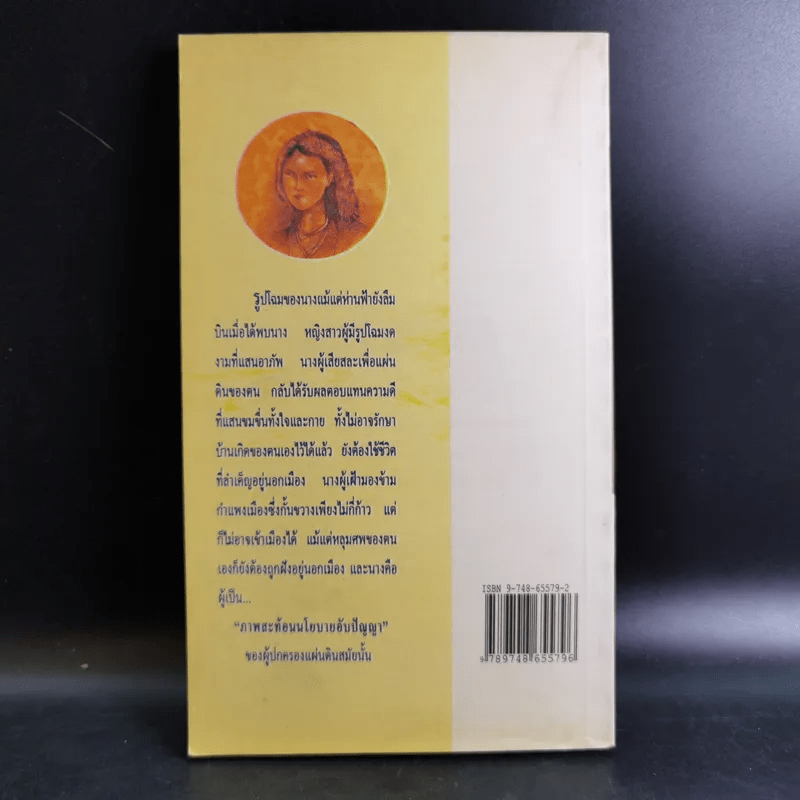 รูปโฉมของนางแม้แต่ห่านฟ้ายังลืม
บินเมื่อได้พบนาง หญิงสาวผู้มีรูปโฉมงด
งามที่แสนอาภัพ นางผู้เสียสละเพื่อแผ่น
ดินของตน กลับได้รับผลตอบแทนความดี
ที่แสนขมขื่นทั้งใจและกาย ทั้งไม่อาจรักษา
บ้านเกิดของตนเองไว้ได้แล้ว ยังต้องใช้ชีวิต
ที่ลำเค็ญอยู่นอกเมือง นางผู้เฝ้ามองข้าม
กำแพงเมืองซึ่งกั้นขวางเพียงไม่กี่ก้าว แต่
ก็ไม่อาจเข้าเมืองได้ แม้แต่หลุมศพของตน
เองก็ยังต้องถูกฝังอยู่นอกเมือง และนางคือ
ผู้เป็น...
"ภาพสะท้อนนโยบายอับปัญญา"
ของผู้ปกครองแผ่นดินสมัยนั้น
ISBN 9-748-65579-2
9 789748 655796